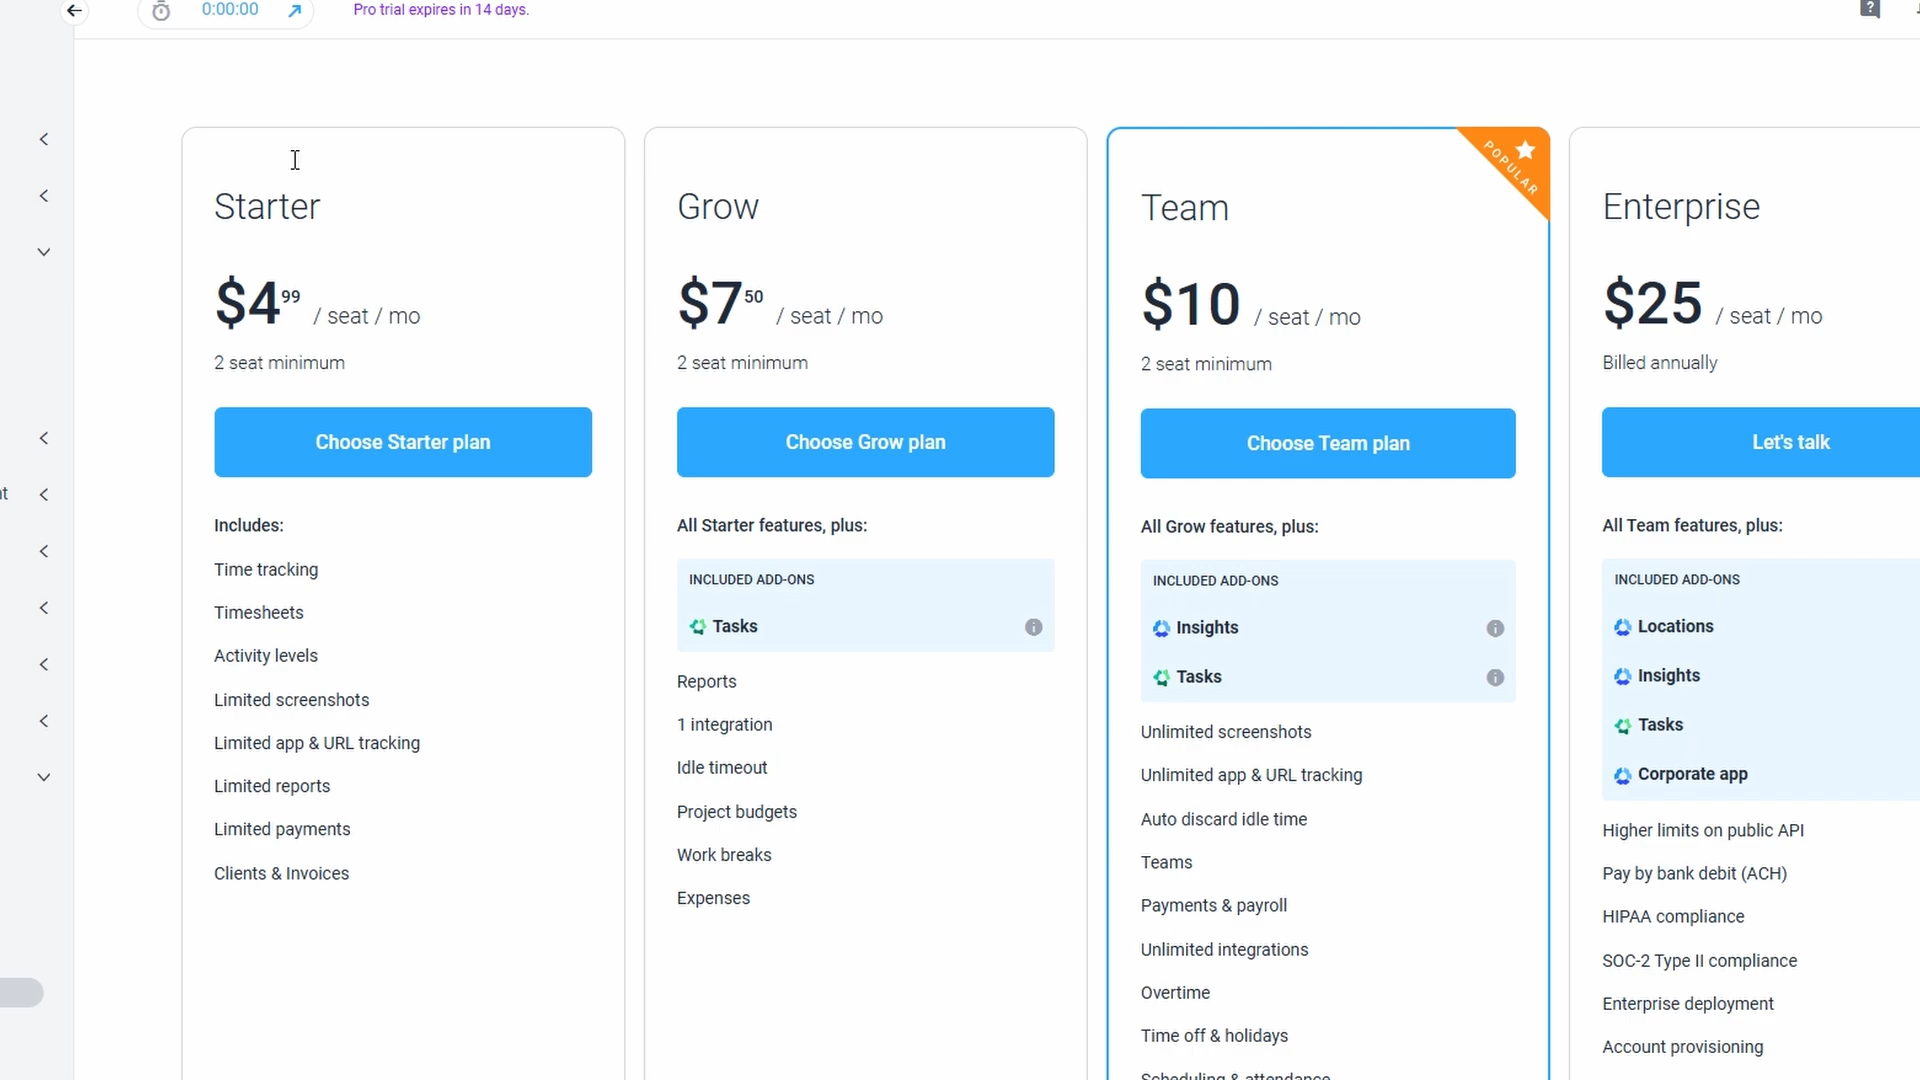 0:00:00
Pro trial expires in 14 days.
Starter
$4 99 / seat / mo
2 seat minimum
Choose Starter plan
Includes:
Time tracking
Timesheets
Activity levels
Limited screenshots
Limited app & URL tracking
Limited reports
Limited payments
Clients & Invoices
Grow
$7 50 / seat / mo
2 seat minimum
Choose Grow plan
All Starter features, plus:
INCLUDED ADD-ONS
Tasks
Reports
1 integration
Idle timeout
Project budgets
Work breaks
Expenses
POPULAR
Team
$10 / seat / mo
2 seat minimum
Choose Team plan
All Grow features, plus:
INCLUDED ADD-ONS
Insights
Tasks
Unlimited screenshots
Unlimited app & URL tracking
Auto discard idle time
Teams
Payments & payroll
Unlimited integrations
Overtime
Time off & holidays
Scheduling & attendance
Enterprise
$25 / seat / mo
Billed annually
Let's talk
All Team features, plus:
INCLUDED ADD-ONS
Locations
Insights
Tasks
Corporate app
Higher limits on public API
Pay by bank debit (ACH)
HIPAA compliance
SOC-2 Type II compliance
Enterprise deployment
Account provisioning